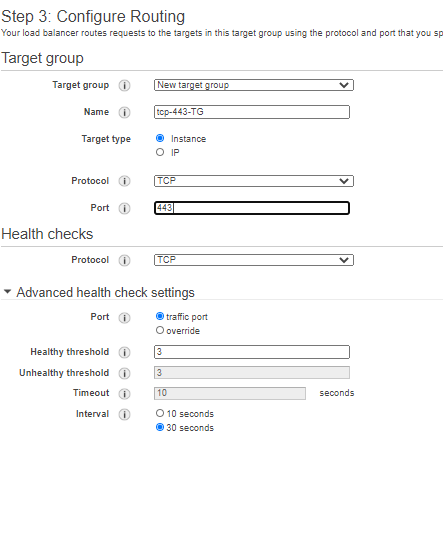 Step 3: Configure Routing
Your load balancer routes requests to the targets in this target group using the protocol and port that you sp
Target group
Target group i New target group
Name i tcp-443-TG
Target type Instance
IP
Protocol i TCP
Port i 443
Health checks
Protocol i TCP
Advanced health check settings
Port i traffic port
override
Healthy threshold i 3
Unhealthy threshold i 3
Timeout i 10 seconds
Interval i 10 seconds
30 seconds